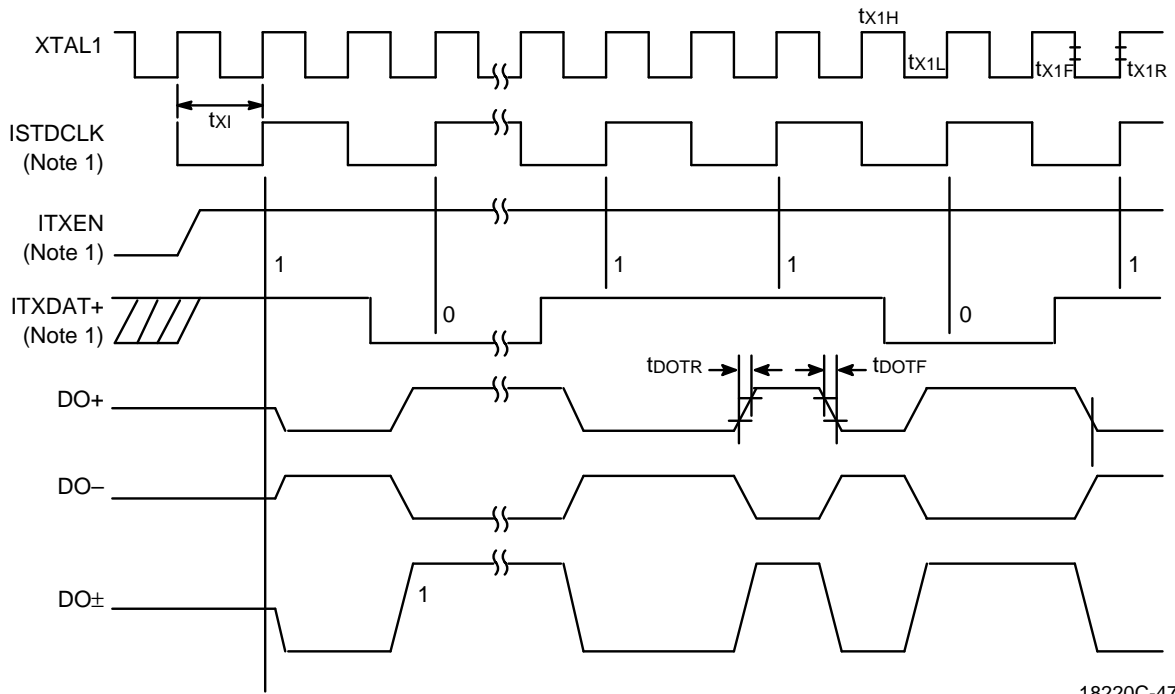 tX1H
XTAL1
tX1L
tX1F
tX1R
tXI
ISTDCLK
(Note 1)
ITXEN
(Note 1)
1
1
1
1
ITXDAT+
(Note 1)
0
0
tDOTR
tDOTF
DO+
DO–
DO±
1
18220C-47